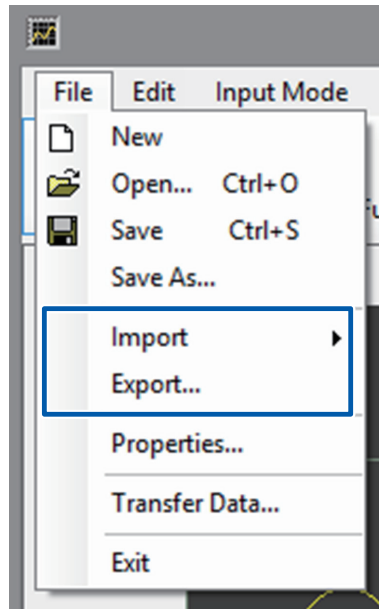 File Edit Input Mode
New
Open... Ctrl+O
Save Ctrl+S
Save As...
Import
Export...
Properties...
Transfer Data...
Exit